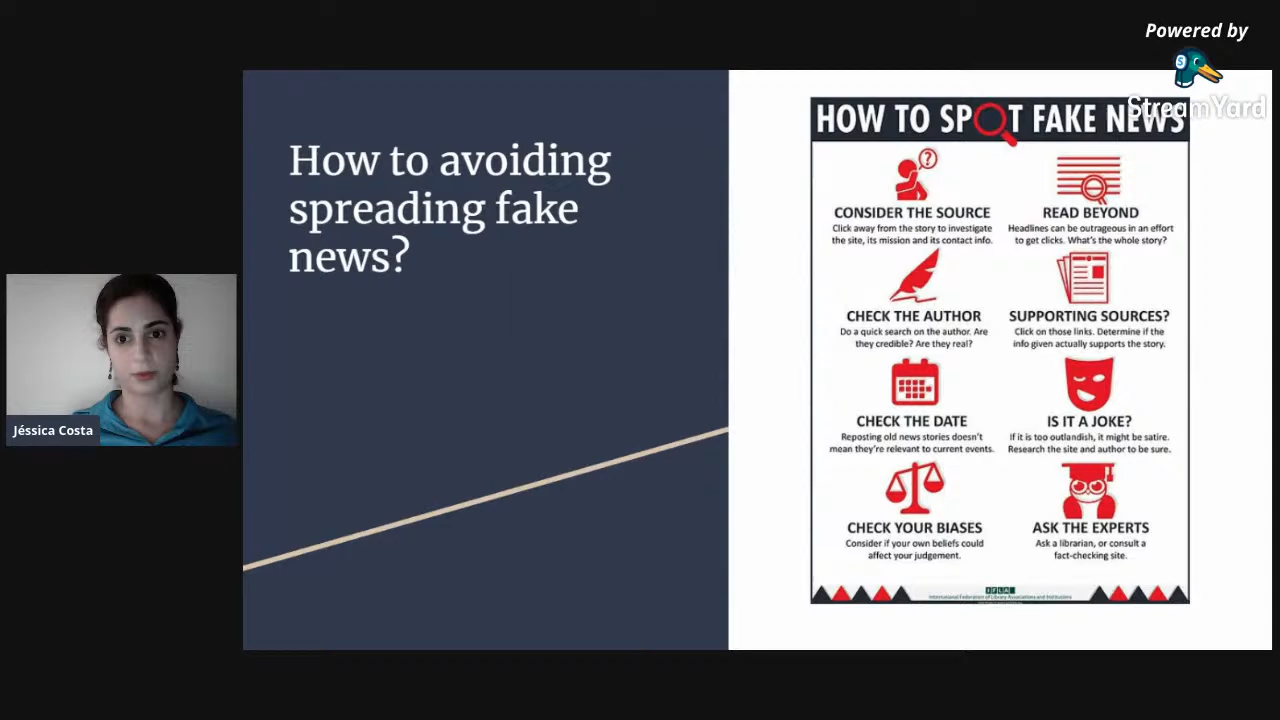 Powered by
StreamYard
How to avoiding
spreading fake
news?
Jéssica Costa
HOW TO SPOT FAKE NEWS
CONSIDER THE SOURCE
Click away from the story to investigate
the site, its mission and its contact info.
READ BEYOND
Headlines can be outrageous in an effort
to get clicks. What's the whole story?
CHECK THE AUTHOR
Do a quick search on the author. Are
they credible? Are they real?
SUPPORTING SOURCES?
Click on those links. Determine if the
info given actually supports the story.
CHECK THE DATE
Reposting old news stories doesn't
mean they're relevant to current events.
IS IT A JOKE?
If it is too outlandish, it might be satire.
Research the site and author to be sure.
CHECK YOUR BIASES
Consider if your own beliefs could
affect your judgement.
ASK THE EXPERTS
Ask a librarian, or consult a
fact-checking site.
IFLA
International Federation of Library Associations and Institutions